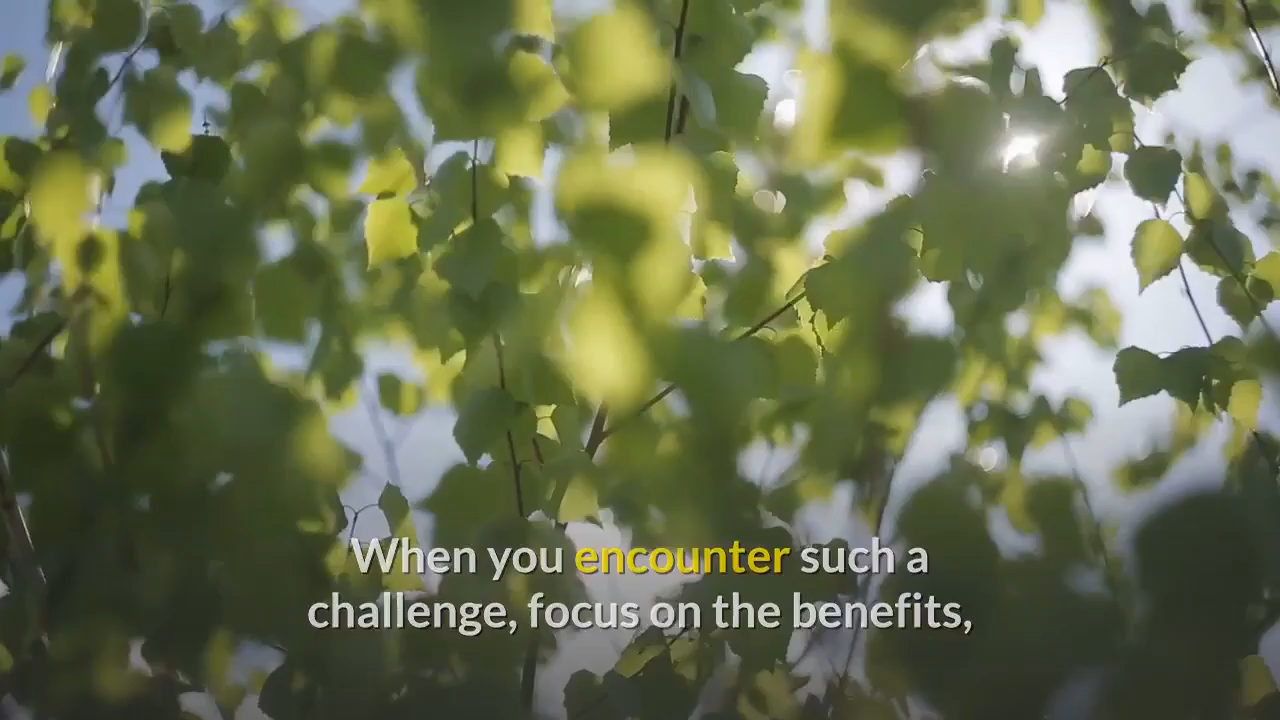 When you encounter such a
challenge, focus on the benefits,